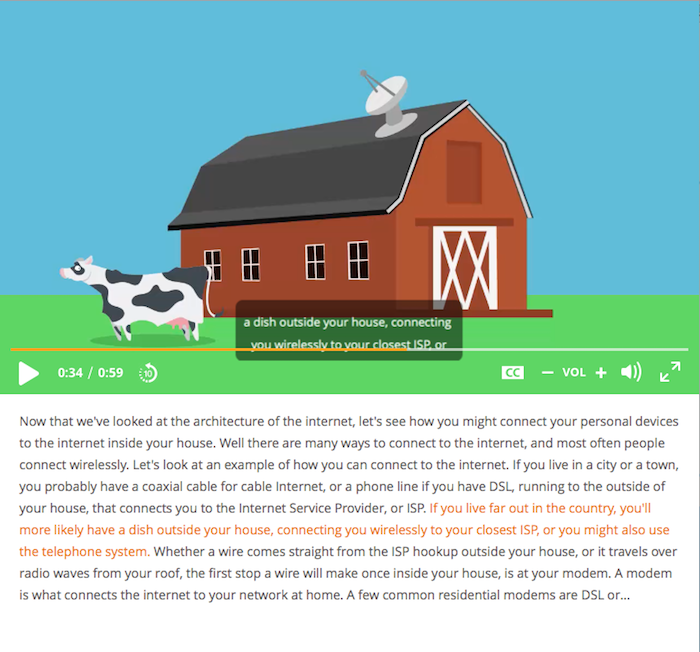 a dish outside your house, connecting
you wirelessly to your closest ISP, or
0:34 / 0:59 10 CC − VOL +
Now that we've looked at the architecture of the internet, let's see how you might connect your personal devices
to the internet inside your house. Well there are many ways to connect to the internet, and most often people
connect wirelessly. Let's look at an example of how you can connect to the internet. If you live in a city or a town,
you probably have a coaxial cable for cable Internet, or a phone line if you have DSL, running to the outside of
your house, that connects you to the Internet Service Provider, or ISP. If you live far out in the country, you'll
more likely have a dish outside your house, connecting you wirelessly to your closest ISP, or you might also use
the telephone system. Whether a wire comes straight from the ISP hookup outside your house, or it travels over
radio waves from your roof, the first stop a wire will make once inside your house, is at your modem. A modem
is what connects the internet to your network at home. A few common residential modems are DSL or...